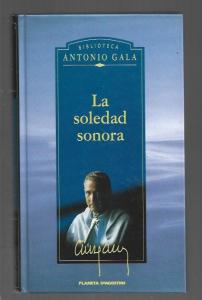 BIBLIOTECA
ANTONIO GALA
La
soledad
sonora
PLANETA DEAGOSTINI